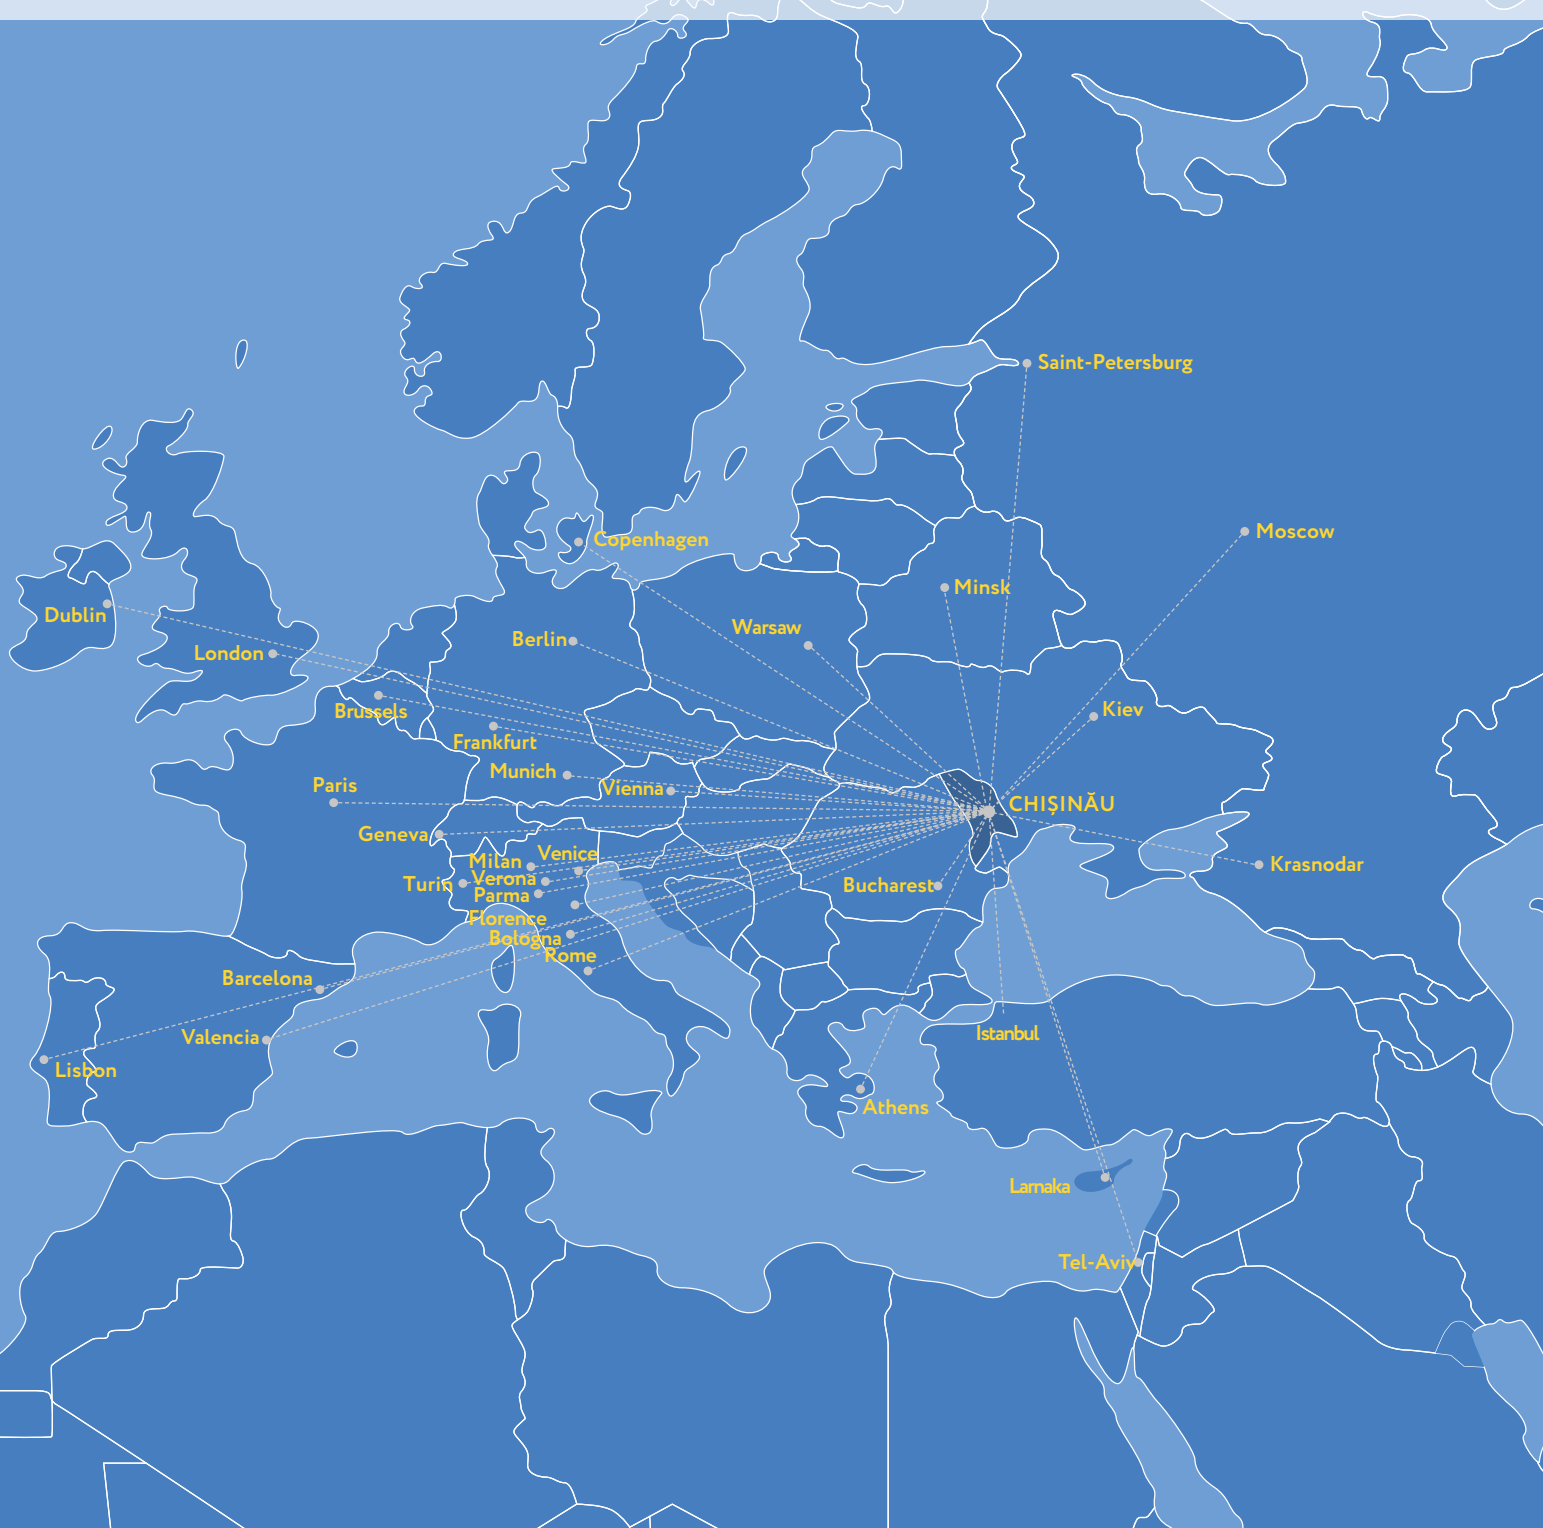 Saint-Petersburg
Moscow
Copenhagen
Minsk
Dublin
Warsaw
Berlin
London
Brussels
Kiev
Frankfurt
Munich
Paris
Vienna
CHIȘINĂU
Geneva
Venice
Milan
Krasnodar
Verona
Turin
Bucharest
Parma
Florence
Bologna
Rome
Barcelona
Istanbul
Valencia
Lisbon
Athens
Larnaka
Tel-Aviv